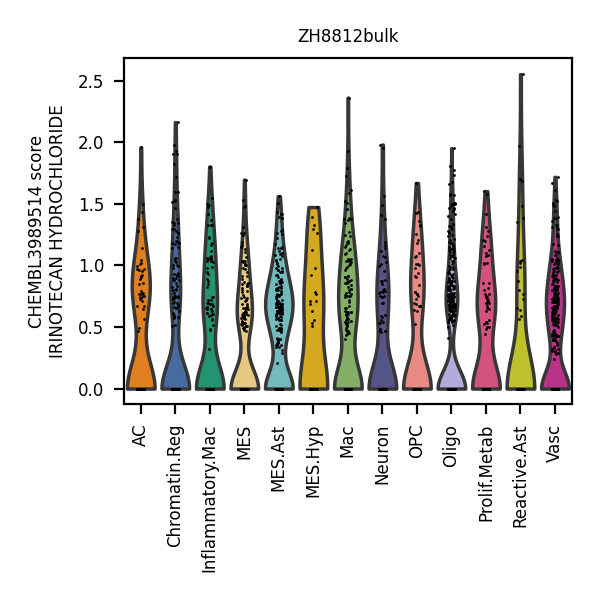 ZH8812bulk
CHEMBL3989514 score
IRINOTECAN HYDROCHLORIDE
2.5
2.0
1.5
1.0
0.5
0.0
AC
Chromatin.Reg
Inflammatory.Mac
MES
MES.Ast
MES.Hyp
Mac
Neuron
OPC
Oligo
Prolif.Metab
Reactive.Ast
Vasc